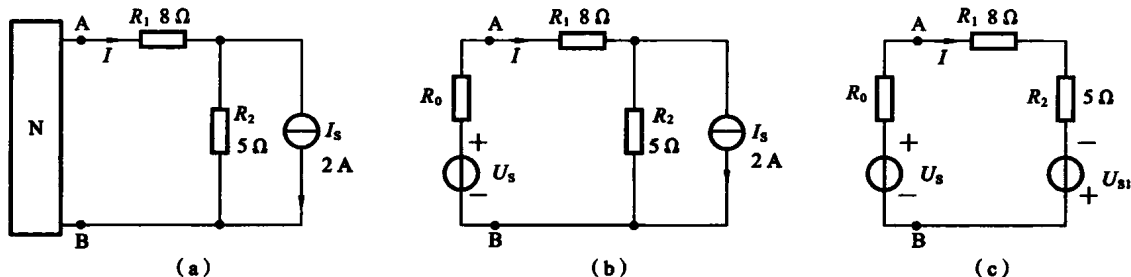 A R₁ 8 Ω
I
N
R₂
5 Ω
Iₛ
2 A
B
(a)
A R₁ 8 Ω
I
R₀
+
Uₛ
−
R₂
5 Ω
Iₛ
2 A
B
(b)
A R₁ 8 Ω
I
R₀
R₂ 5 Ω
+
Uₛ
−
−
Uₛ₁
+
B
(c)